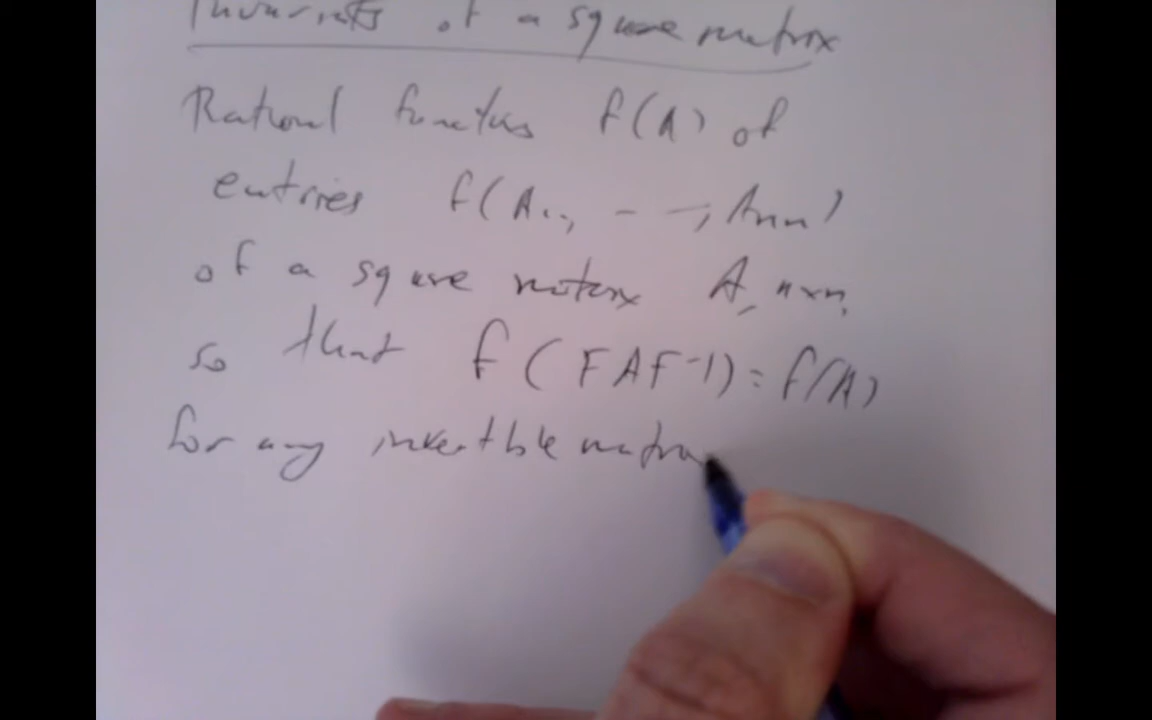 Invariants of a square matrix
Rational functions f(A) of
entries f(A₁₁, - - , Ann)
of a square matrix A, n×n,
so that f(FAF⁻¹) = f(A)
for any invertible matrix